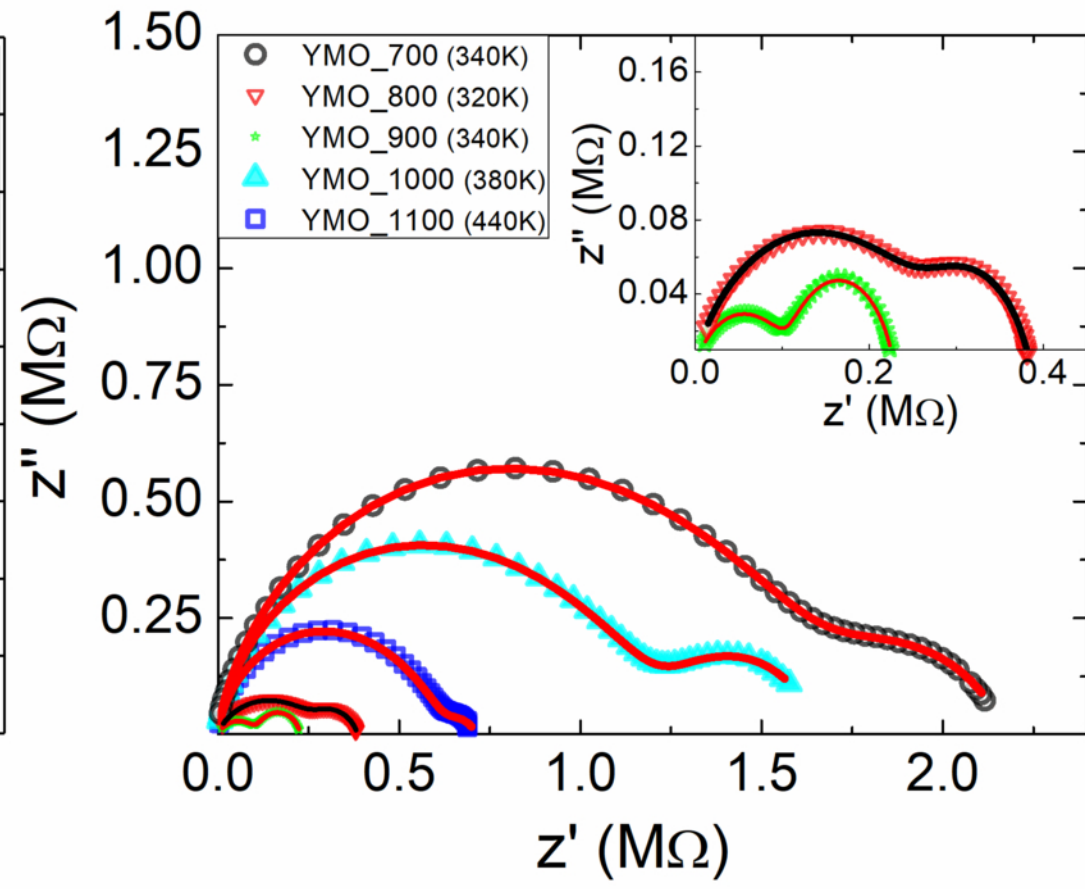 1.50
1.25
1.00
0.75
0.50
0.25
z" (MΩ)
YMO_700 (340K)
YMO_800 (320K)
YMO_900 (340K)
YMO_1000 (380K)
YMO_1100 (440K)
0.16
0.12
0.08
0.04
z" (MΩ)
0.0 0.2 0.4
z' (MΩ)
0.0 0.5 1.0 1.5 2.0
z' (MΩ)